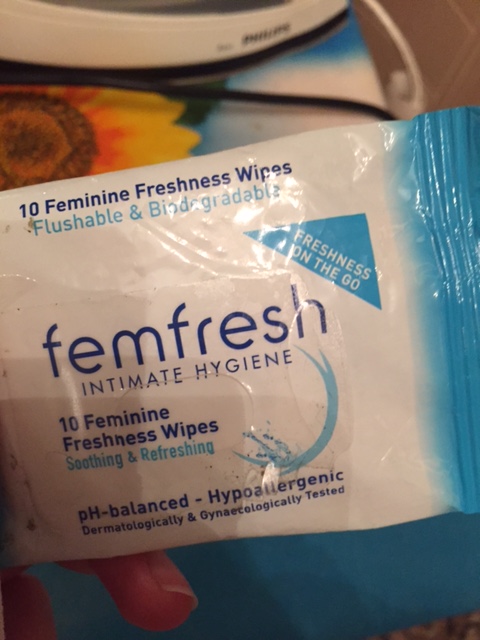 PHILIPS
10 Feminine Freshness Wipes
Flushable & Biodegradable
FRESHNESS
ON THE GO
femfresh
INTIMATE HYGIENE
10 Feminine
Freshness Wipes
Soothing & Refreshing
pH-balanced - Hypoallergenic
Dermatologically & Gynaecologically Tested